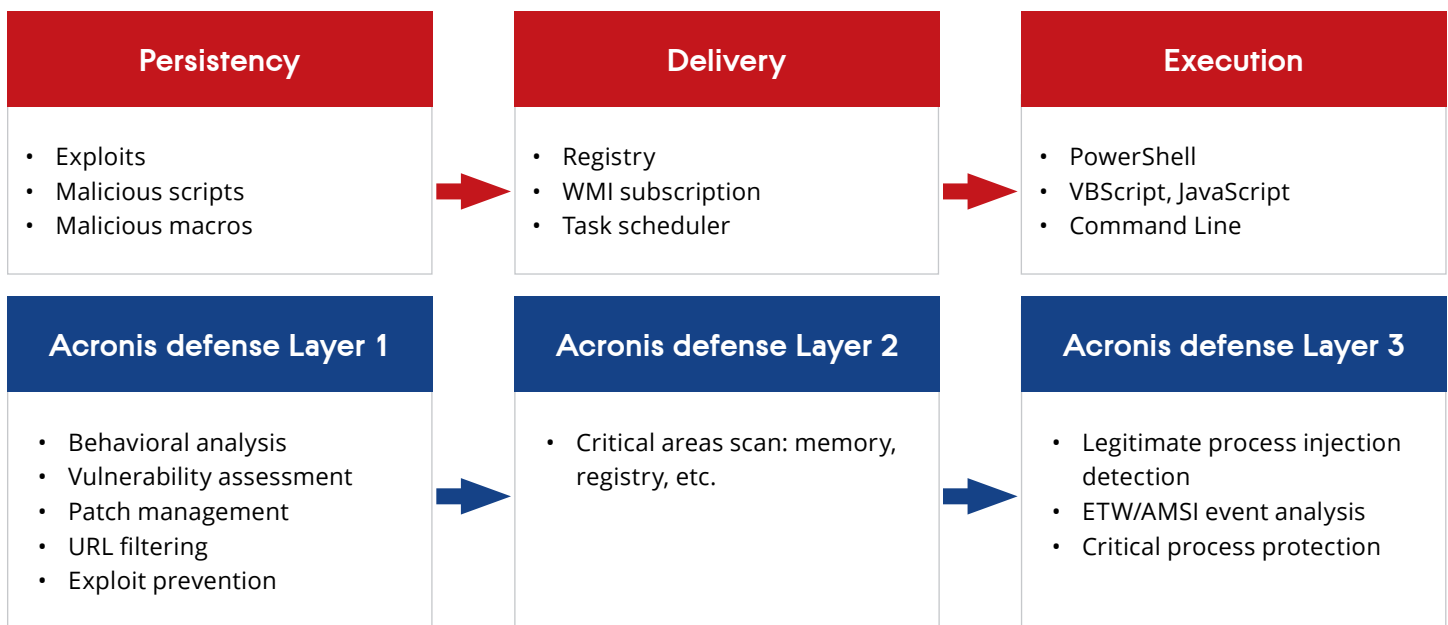 Persistency
• Exploits
• Malicious scripts
• Malicious macros
Delivery
• Registry
• WMI subscription
• Task scheduler
Execution
• PowerShell
• VBScript, JavaScript
• Command Line
Acronis defense Layer 1
• Behavioral analysis
• Vulnerability assessment
• Patch management
• URL filtering
• Exploit prevention
Acronis defense Layer 2
• Critical areas scan: memory,
registry, etc.
Acronis defense Layer 3
• Legitimate process injection
detection
• ETW/AMSI event analysis
• Critical process protection